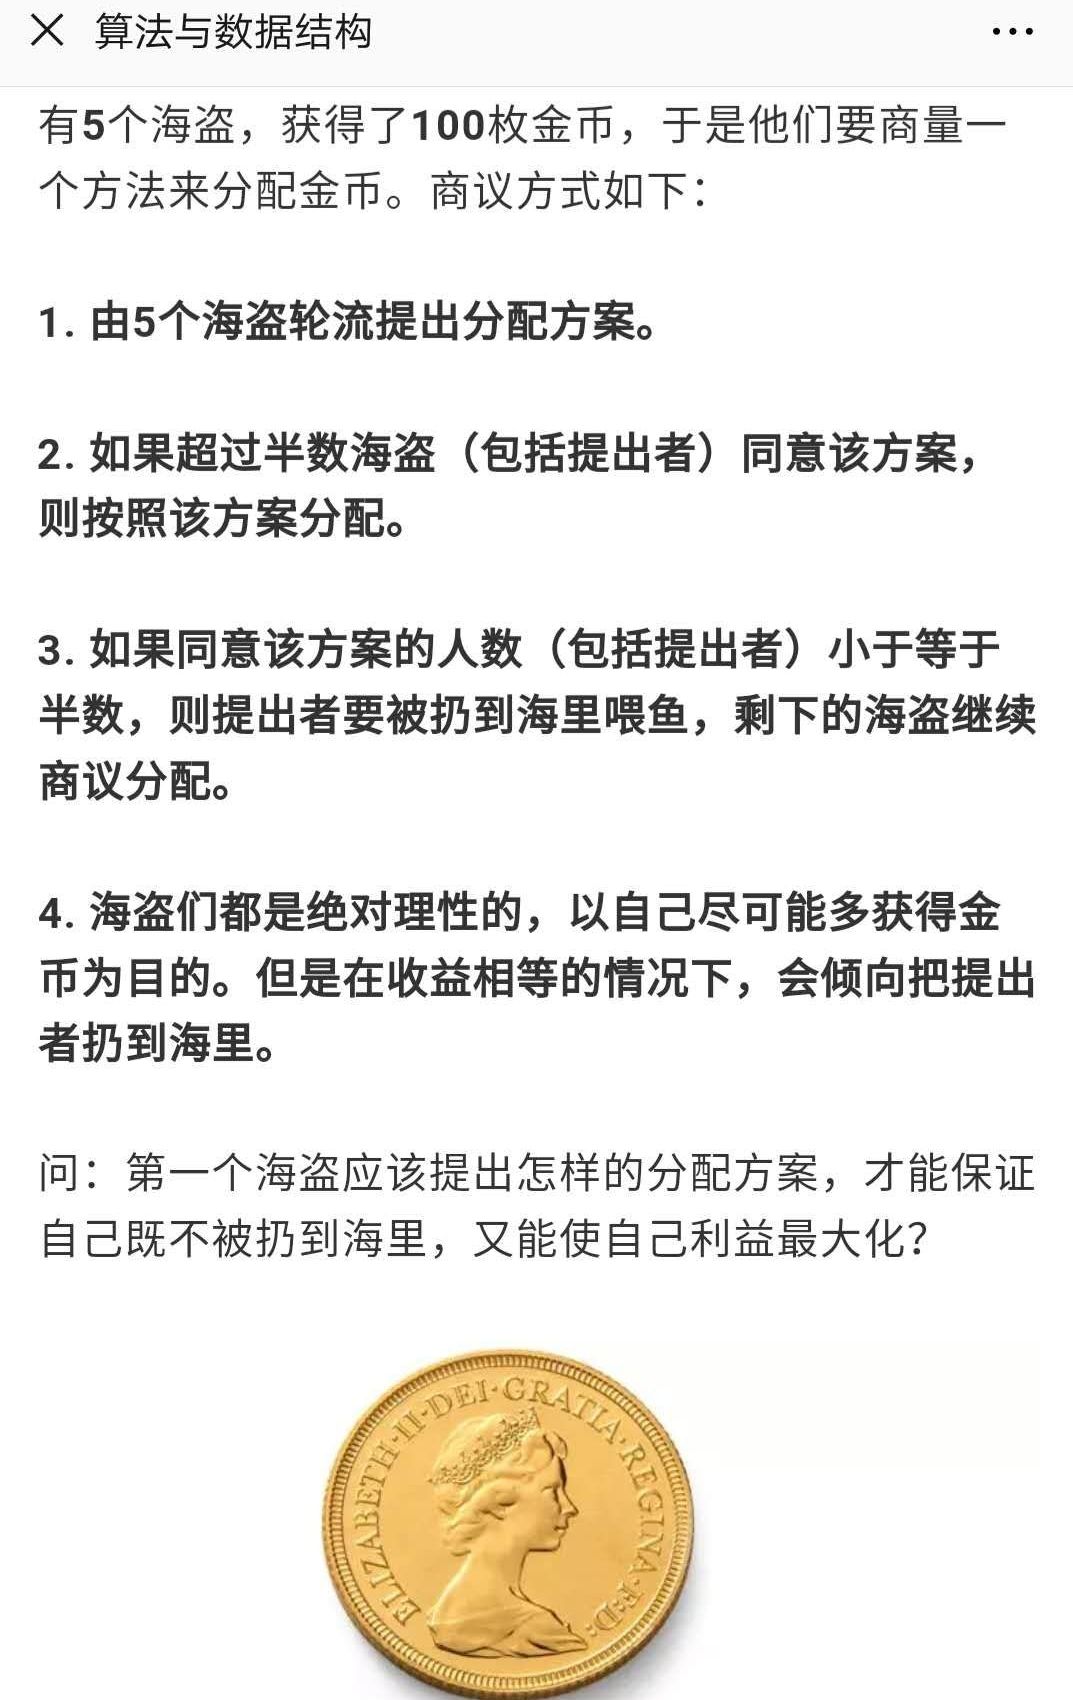 算法与数据结构
有5个海盗，获得了100枚金币，于是他们要商量一
个方法来分配金币。商议方式如下：
1. 由5个海盗轮流提出分配方案。
2. 如果超过半数海盗（包括提出者）同意该方案，
则按照该方案分配。
3. 如果同意该方案的人数（包括提出者）小于等于
半数，则提出者要被扔到海里喂鱼，剩下的海盗继续
商议分配。
4. 海盗们都是绝对理性的，以自己尽可能多获得金
币为目的。但是在收益相等的情况下，会倾向把提出
者扔到海里。
问：第一个海盗应该提出怎样的分配方案，才能保证
自己既不被扔到海里，又能使自己利益最大化？
ELIZABETH·II·DEI·GRATIA·REGINA·F:D: